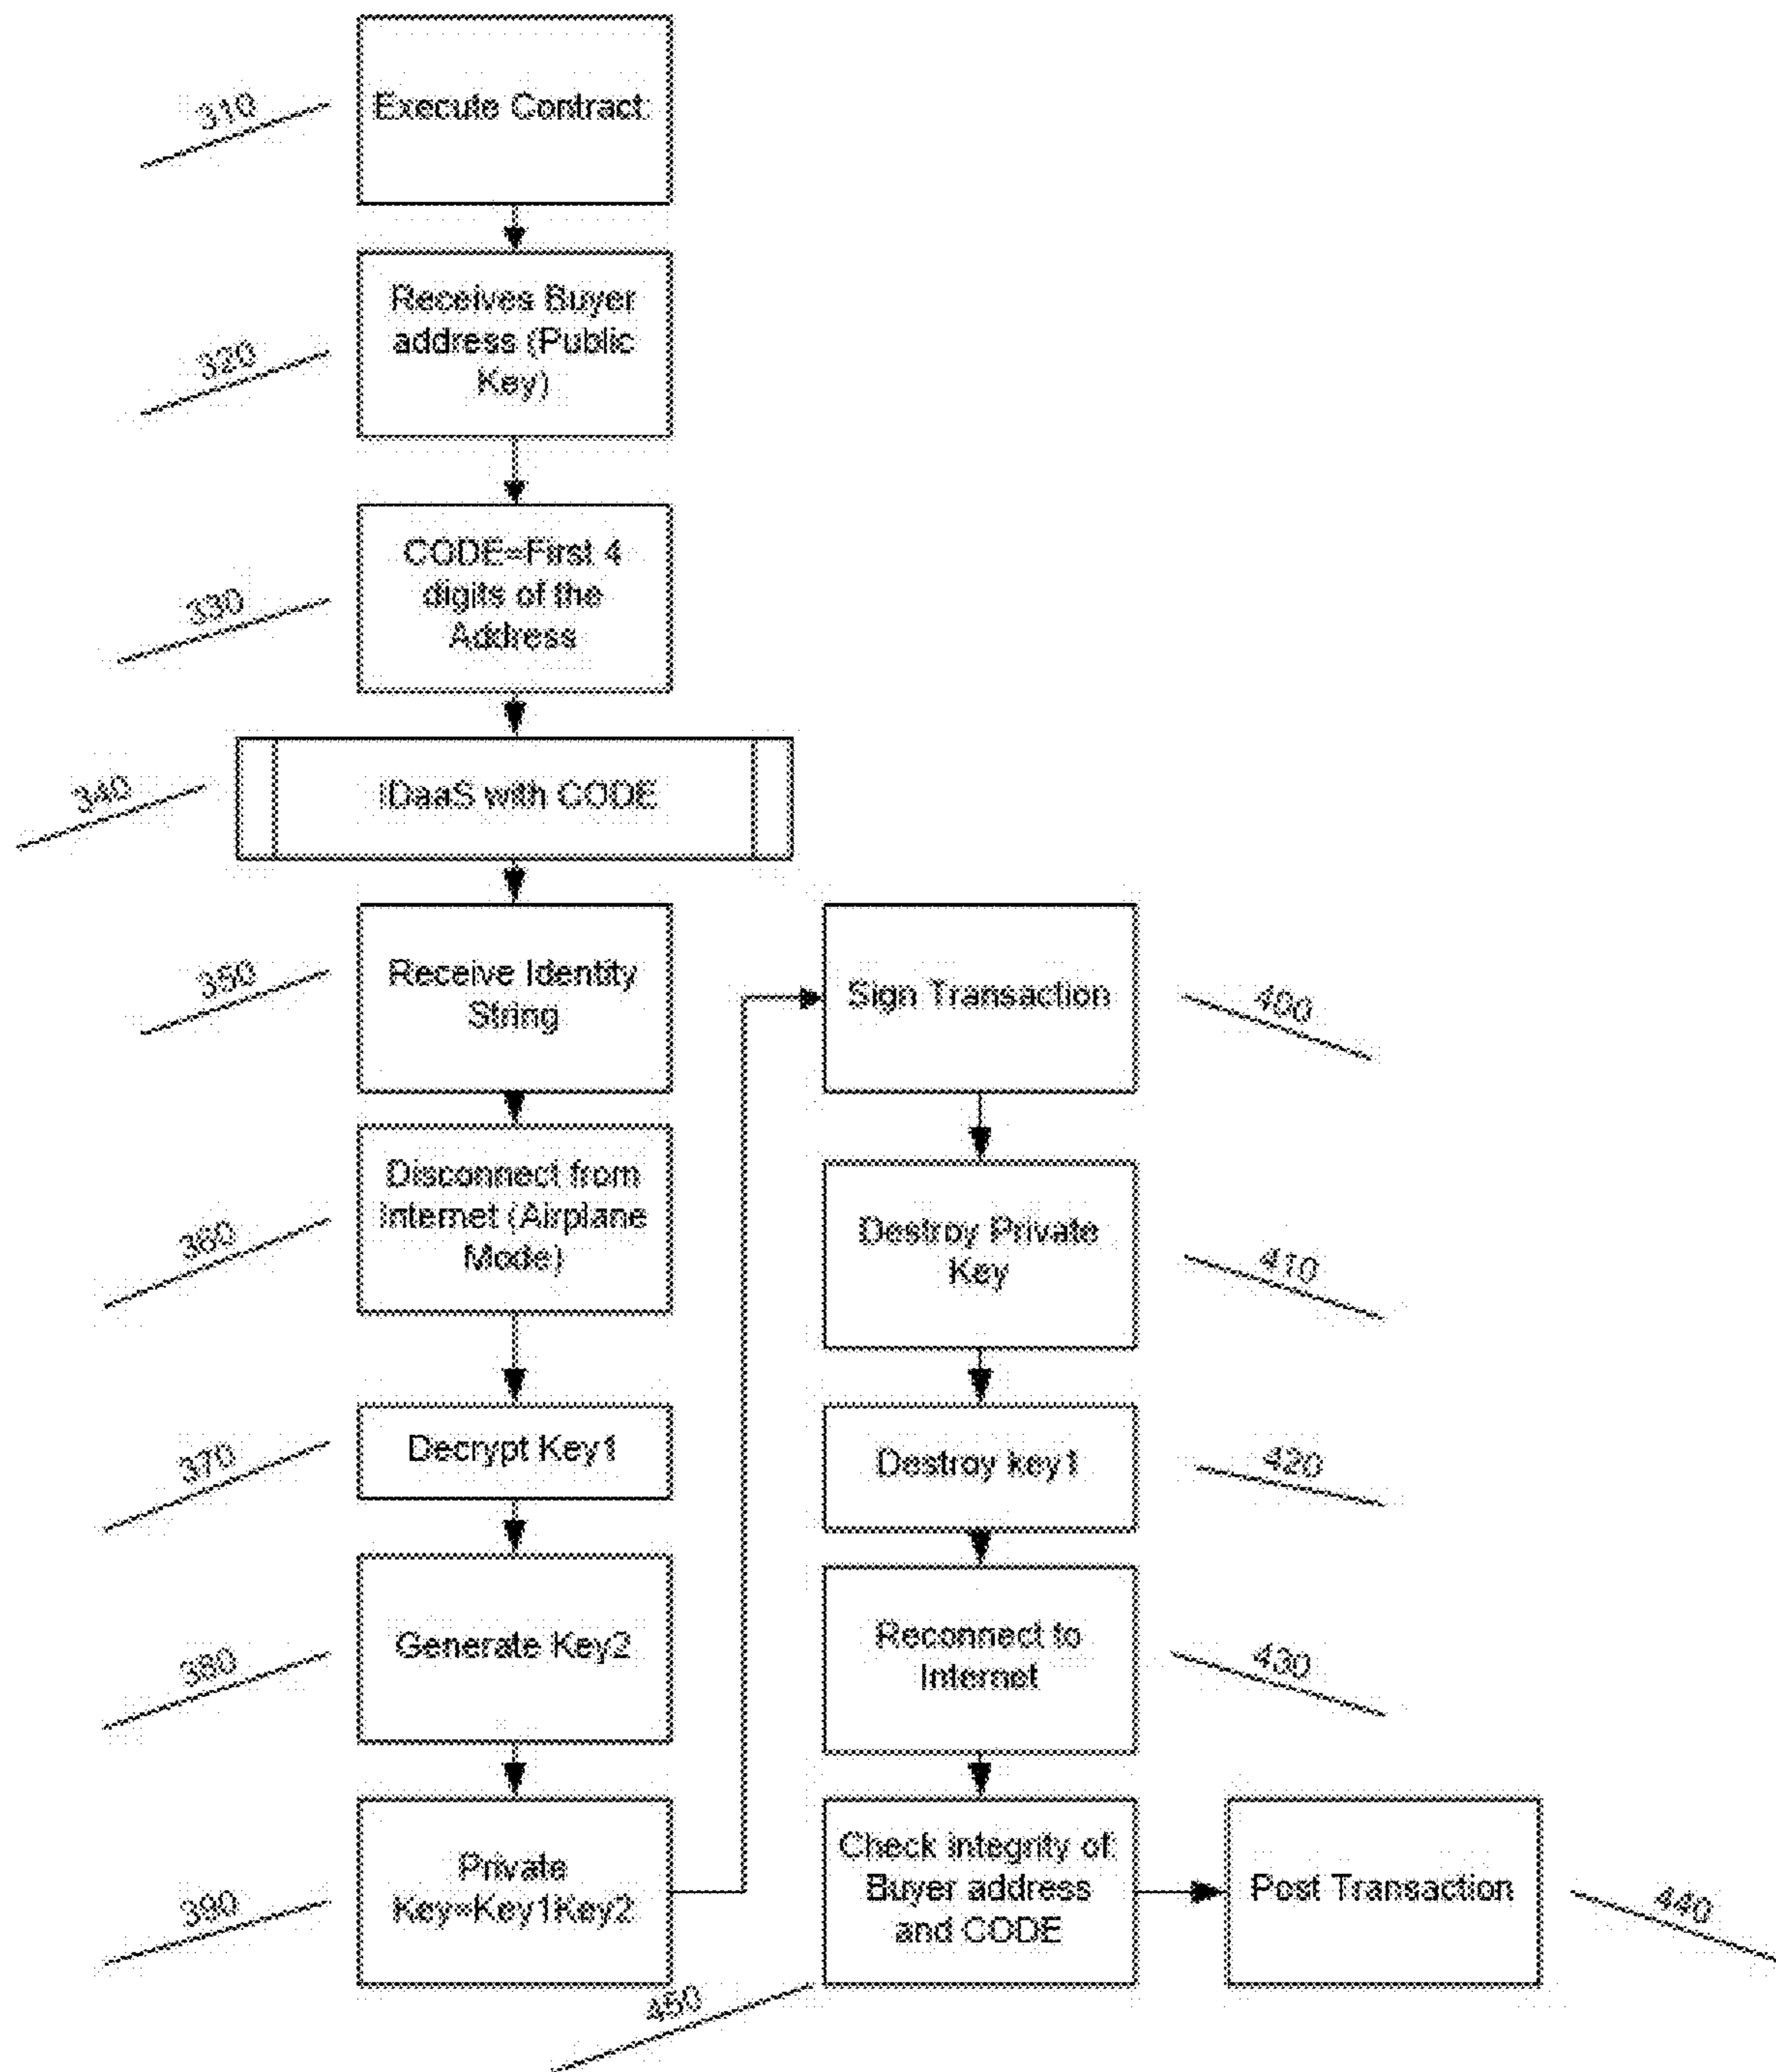 310
Execute Contract
320
Receives Buyer
address (Public
Key)
330
CODE=First 4
digits of the
Address
340
IDaaS with CODE
350
Receive Identity
String
360
Disconnect from
Internet (Airplane
Mode)
370
Decrypt Key1
380
Generate Key2
390
Private
Key=Key1Key2
Sign Transaction
400
Destroy Private
Key
410
Destroy key1
420
Reconnect to
Internet
430
Check integrity of
Buyer address
and CODE
450
Post Transaction
440